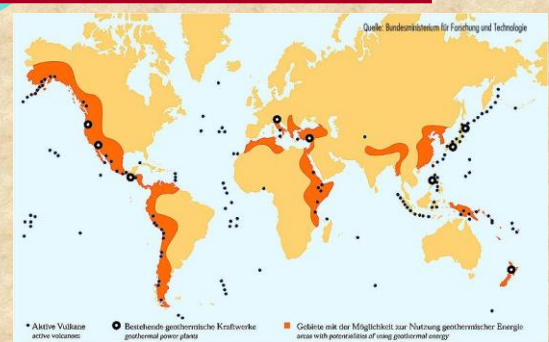 Quelle: Bundesministerium für Forschung und Technologie
Aktive Vulkane
active volcanoes
Bestehende geothermische Kraftwerke
geothermal power plants
Gebiete mit der Möglichkeit zur Nutzung geothermischer Energie
areas with potentialities of using geothermal energy